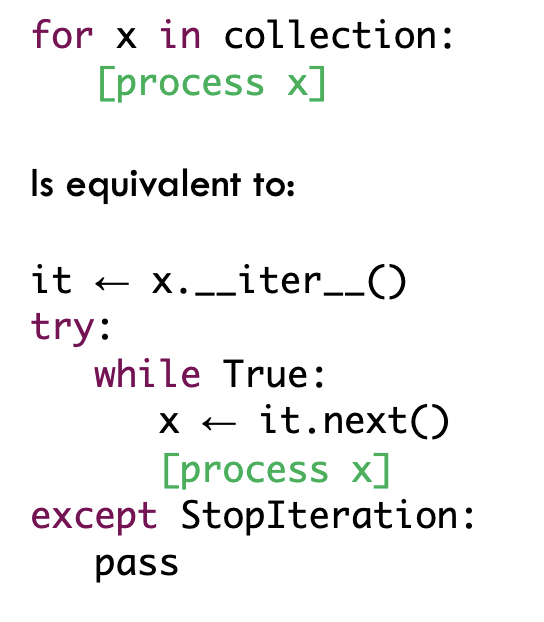 for x in collection:
   [process x]
Is equivalent to:
it ← x.__iter__()
try:
   while True:
      x ← it.next()
      [process x]
except StopIteration:
   pass